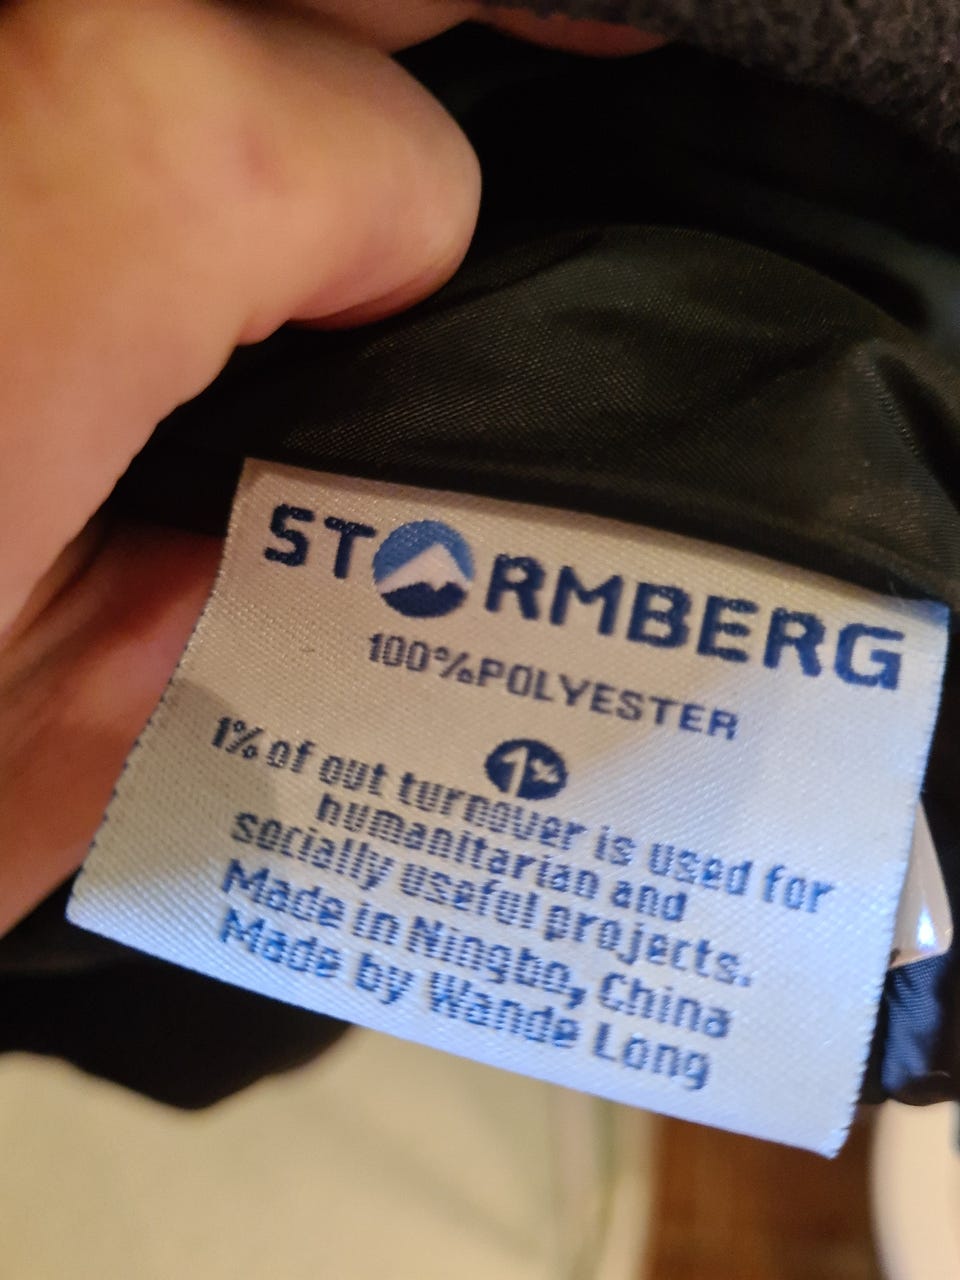 STORMBERG
100%POLYESTER
1%
1% of out turnover is used for
humanitarian and
socially useful projects.
Made in Ningbo, China
Made by Wande Long